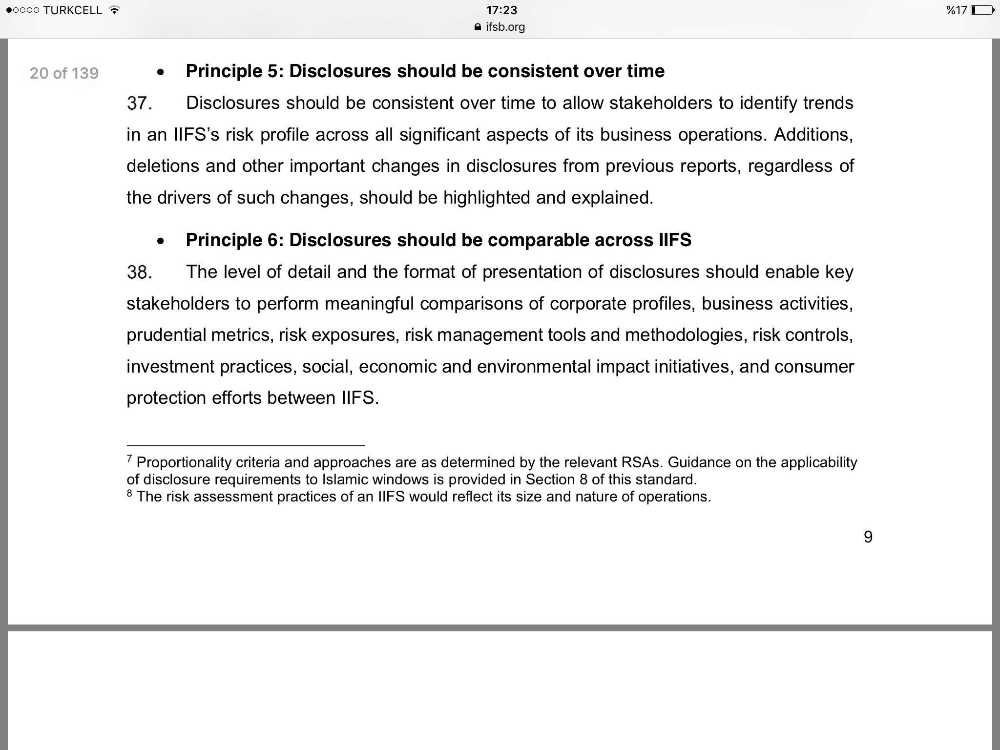 ●○○○○ TURKCELL
17:23
%17
ifsb.org
20 of 139
• Principle 5: Disclosures should be consistent over time
37. Disclosures should be consistent over time to allow stakeholders to identify trends
in an IIFS’s risk profile across all significant aspects of its business operations. Additions,
deletions and other important changes in disclosures from previous reports, regardless of
the drivers of such changes, should be highlighted and explained.
• Principle 6: Disclosures should be comparable across IIFS
38. The level of detail and the format of presentation of disclosures should enable key
stakeholders to perform meaningful comparisons of corporate profiles, business activities,
prudential metrics, risk exposures, risk management tools and methodologies, risk controls,
investment practices, social, economic and environmental impact initiatives, and consumer
protection efforts between IIFS.
7 Proportionality criteria and approaches are as determined by the relevant RSAs. Guidance on the applicability
of disclosure requirements to Islamic windows is provided in Section 8 of this standard.
8 The risk assessment practices of an IIFS would reflect its size and nature of operations.
9